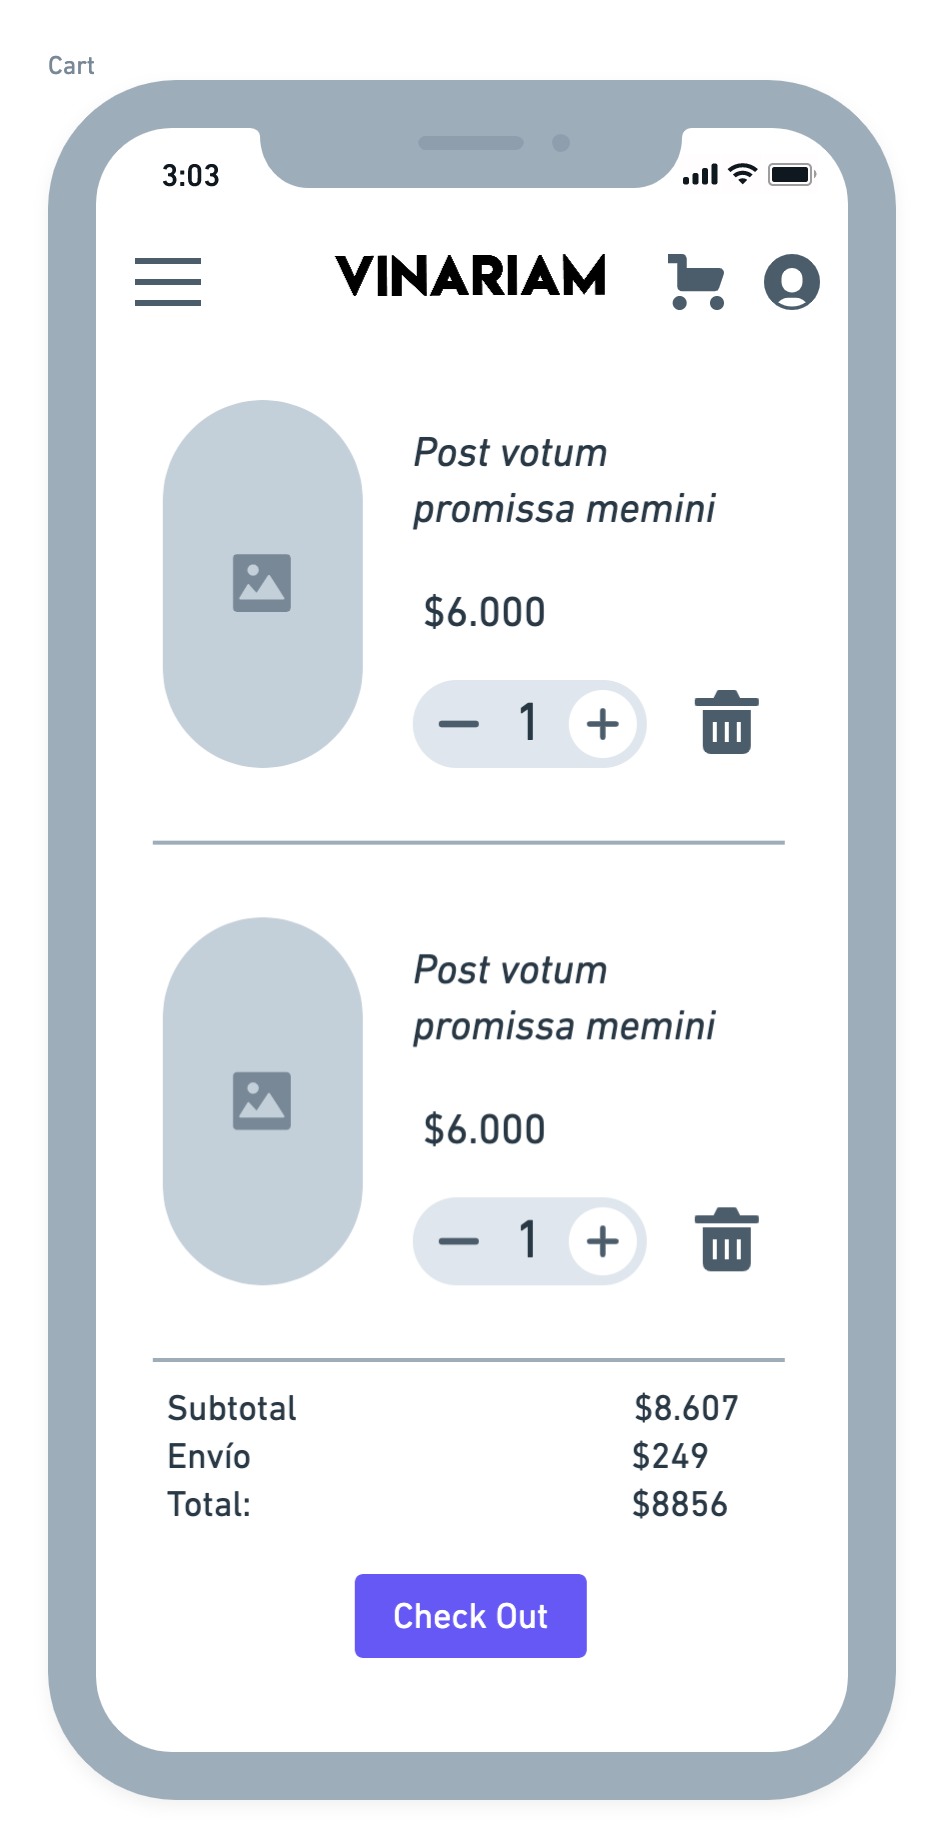 Cart
3:03
VINARIAM
Post votum
promissa memini
$6.000
1
Post votum
promissa memini
$6.000
1
Subtotal $8.607
Envío $249
Total: $8856
Check Out